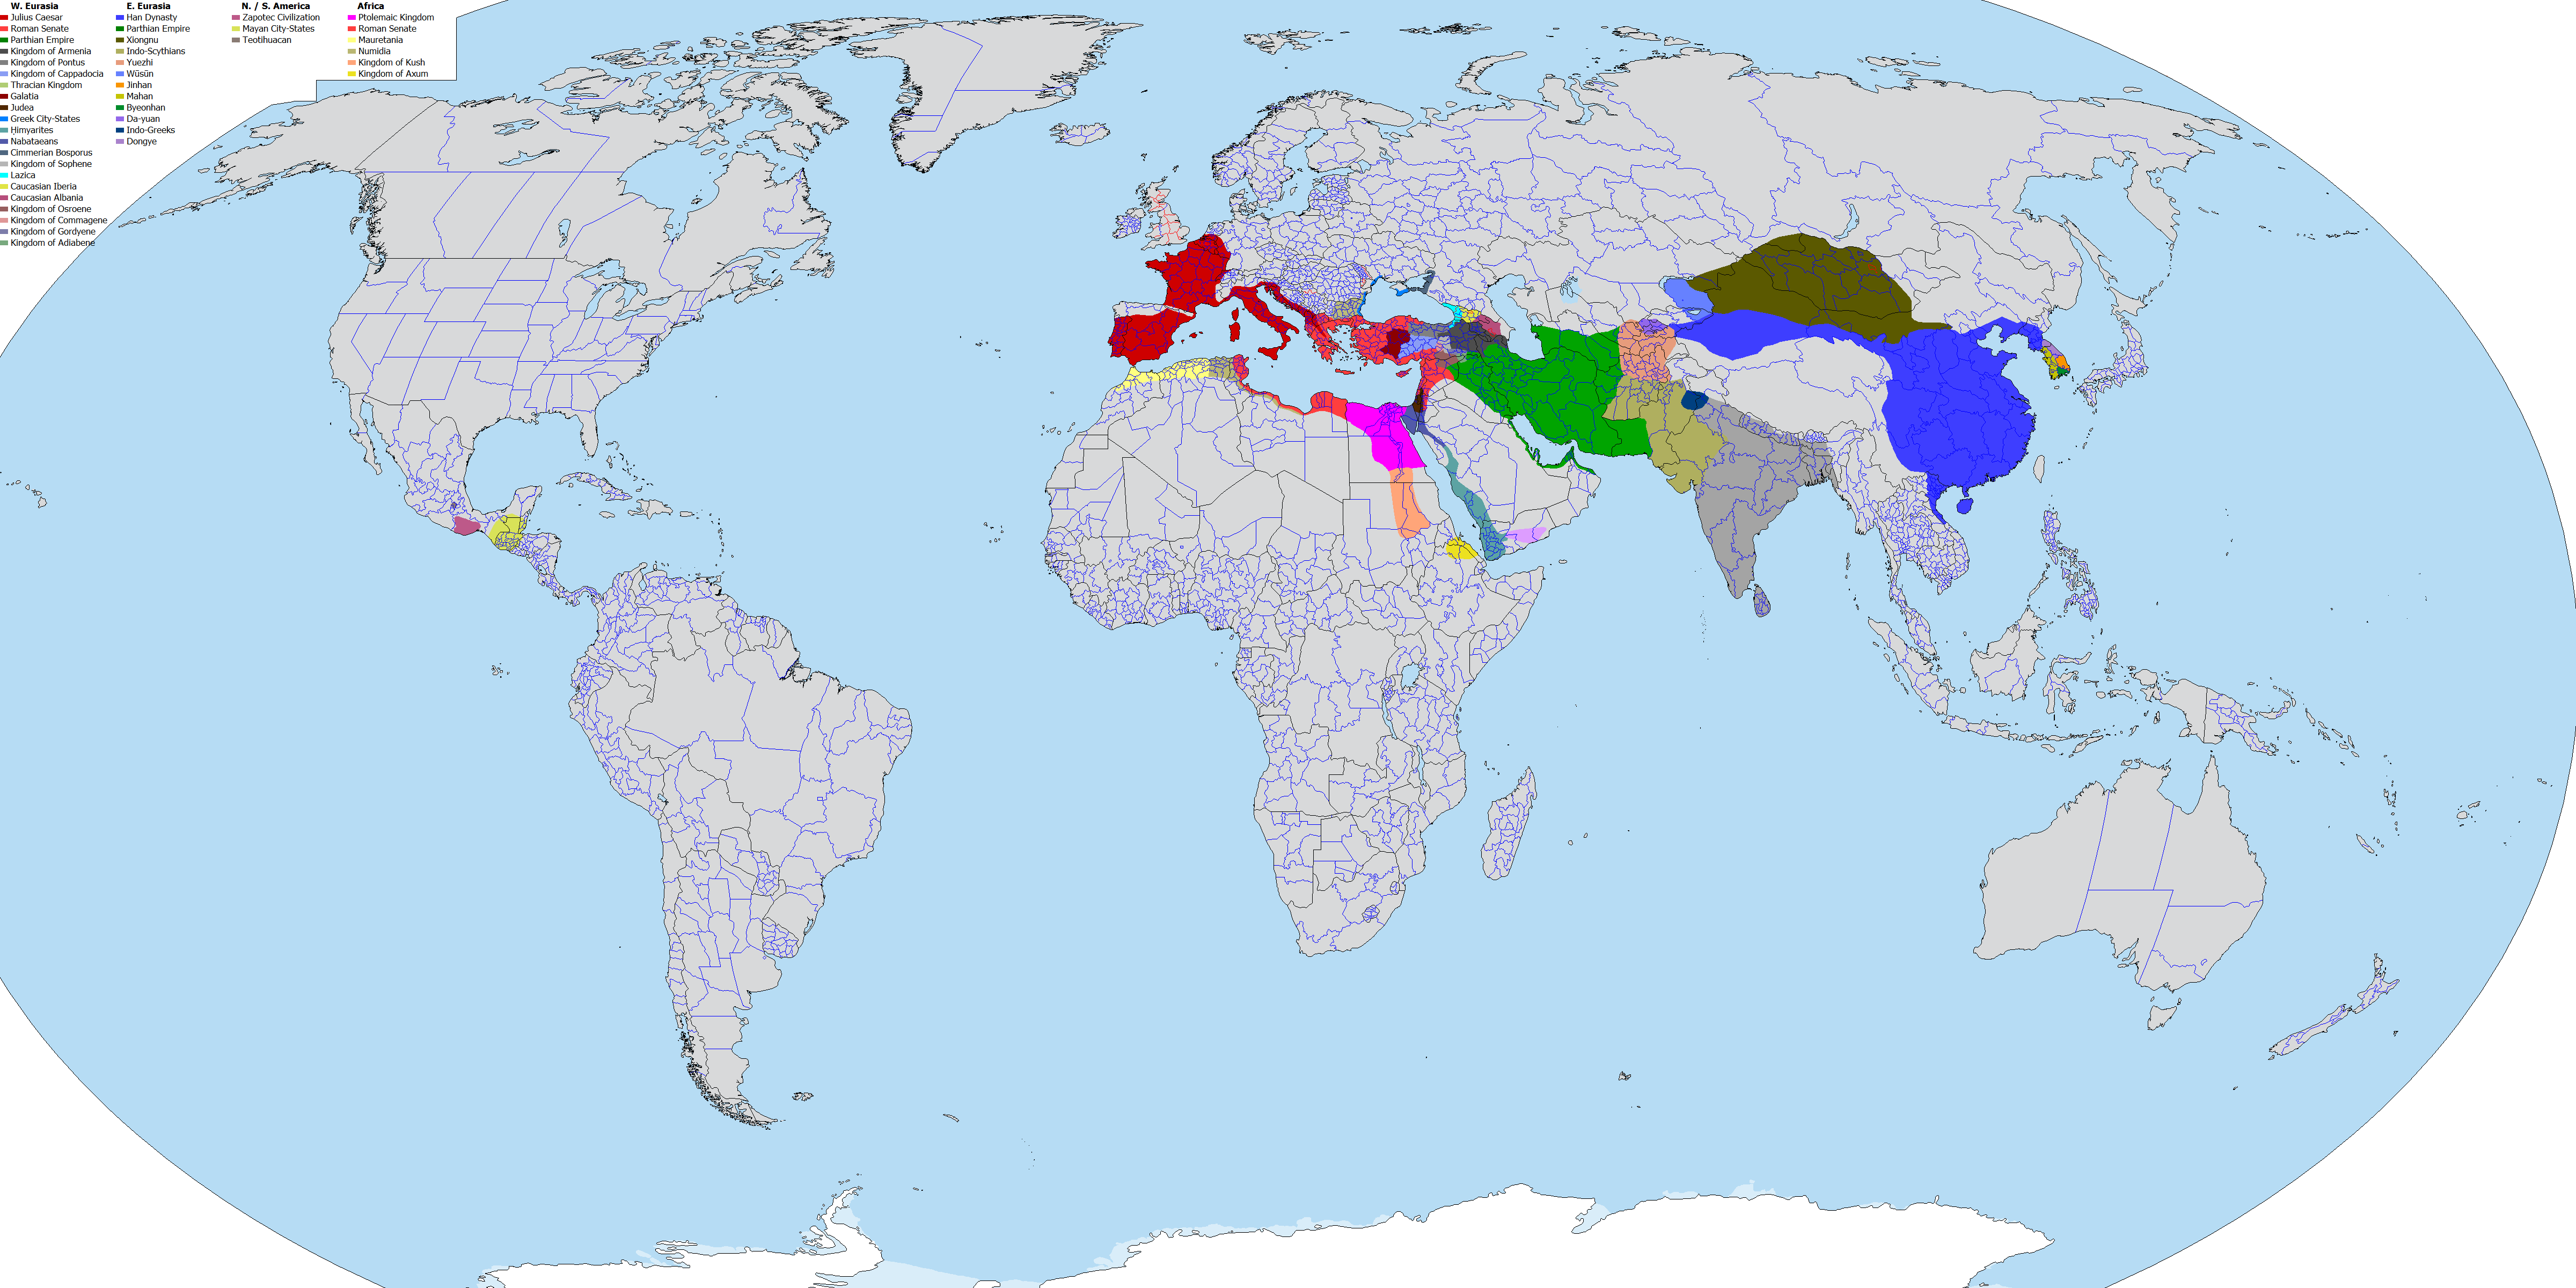 W. Eurasia
Julius Caesar
Roman Senate
Parthian Empire
Kingdom of Armenia
Kingdom of Pontus
Kingdom of Cappadocia
Thracian Kingdom
Galatia
Judea
Greek City-States
Himyarites
Nabataeans
Cimmerian Bosporus
Kingdom of Sophene
Lazica
Caucasian Iberia
Caucasian Albania
Kingdom of Osroene
Kingdom of Commagene
Kingdom of Gordyene
Kingdom of Adiabene
E. Eurasia
Han Dynasty
Parthian Empire
Xiongnu
Indo-Scythians
Yuezhi
Wūsūn
Jinhan
Mahan
Byeonhan
Da-yuan
Indo-Greeks
Dongye
N. / S. America
Zapotec Civilization
Mayan City-States
Teotihuacan
Africa
Ptolemaic Kingdom
Roman Senate
Mauretania
Numidia
Kingdom of Kush
Kingdom of Axum